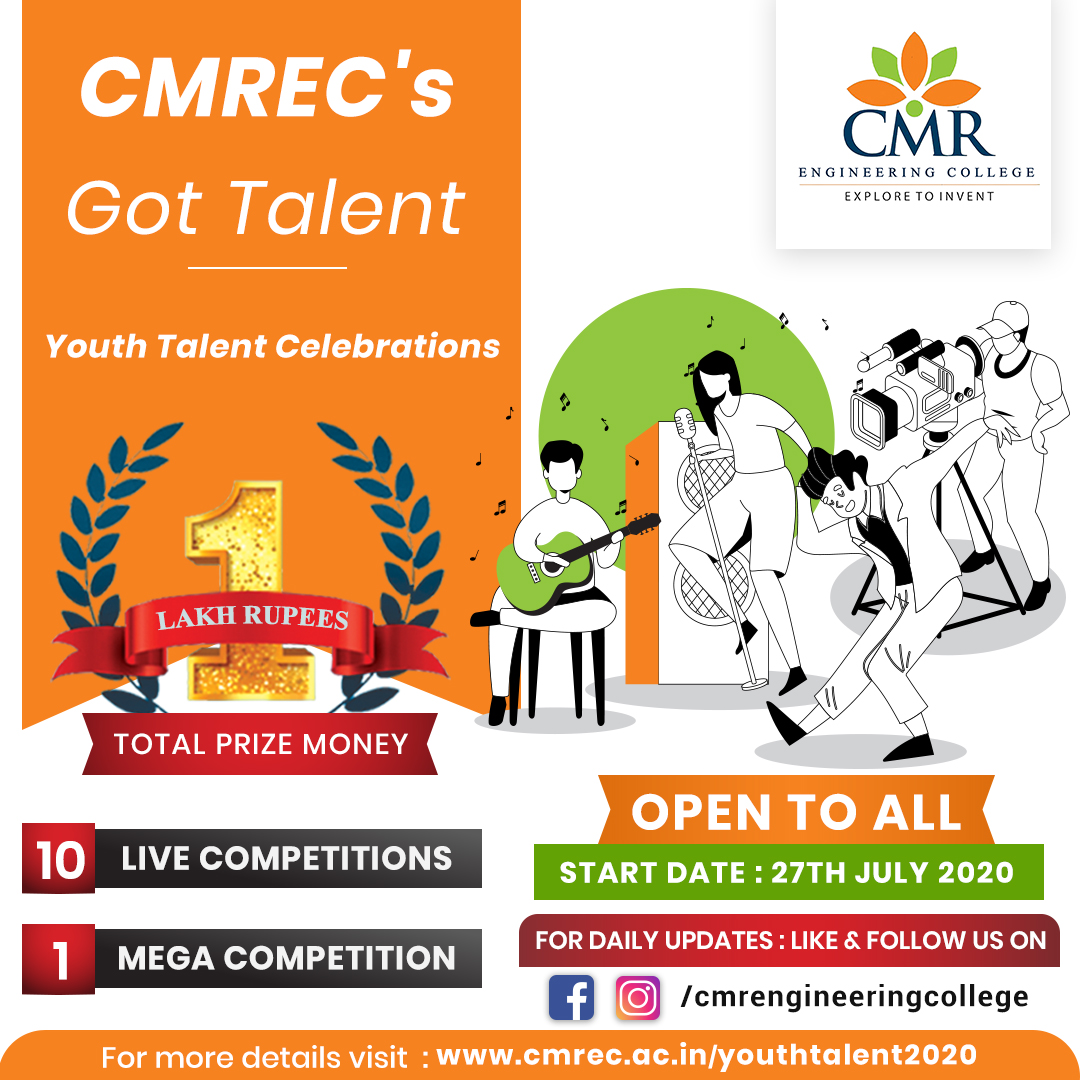 CMREC's
Got Talent
Youth Talent Celebrations
1
LAKH RUPEES
TOTAL PRIZE MONEY
10 LIVE COMPETITIONS
1 MEGA COMPETITION
CMR
ENGINEERING COLLEGE
EXPLORE TO INVENT
OPEN TO ALL
START DATE : 27TH JULY 2020
FOR DAILY UPDATES : LIKE & FOLLOW US ON
/cmrengineeringcollege
For more details visit : www.cmrec.ac.in/youthtalent2020